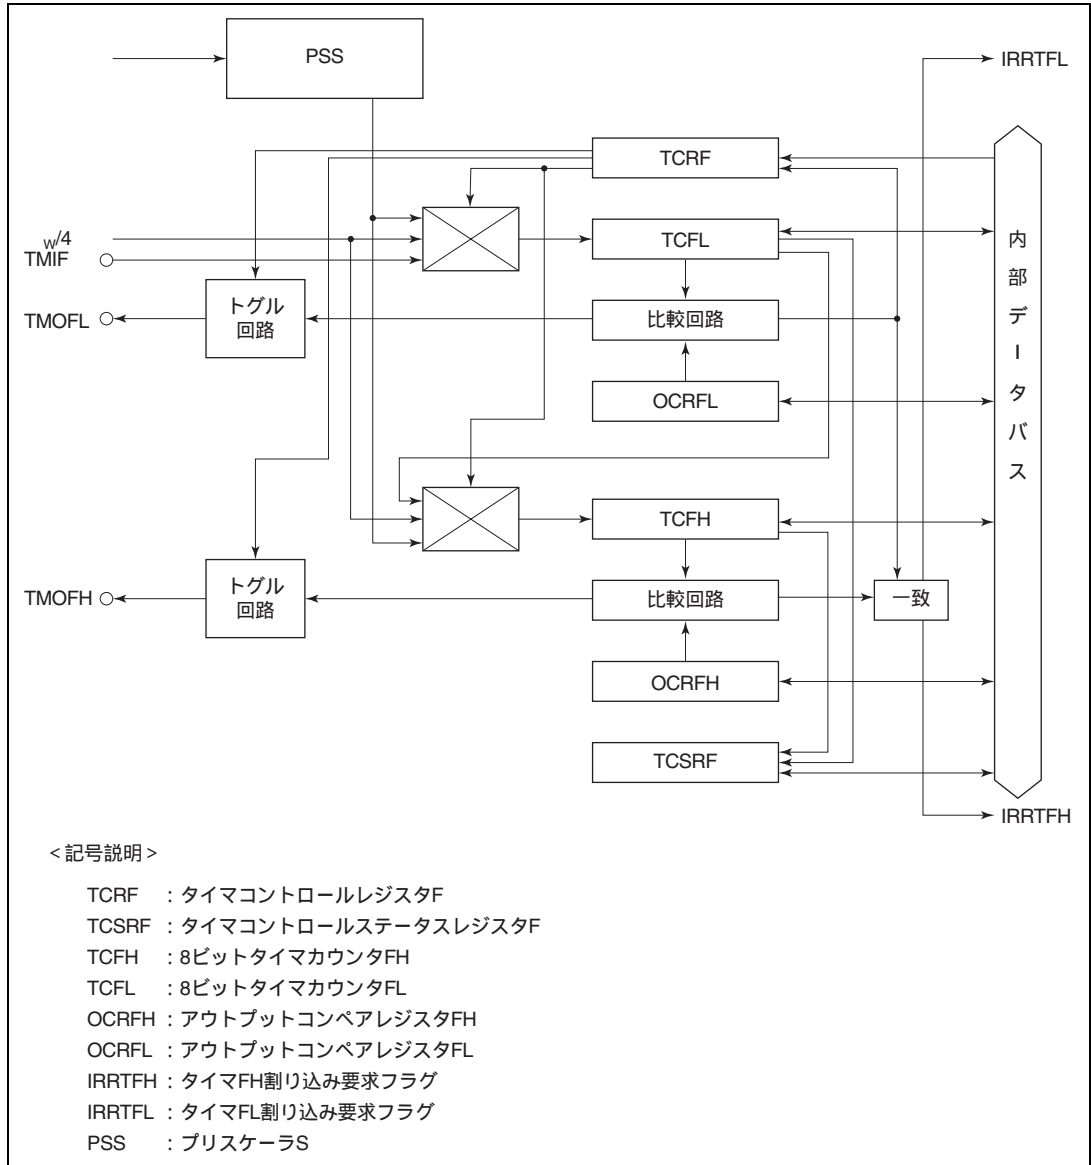 PSS
IRRTFL
TCRF
w/4
TMIF
TCFL
トグル
回路
TMOFL
比較回路
OCRFL
内部データバス
TCFH
トグル
回路
TMOFH
比較回路
一致
OCRFH
TCSRF
IRRTFH
<記号説明>
TCRF :タイマコントロールレジスタF
TCSRF :タイマコントロールステータスレジスタF
TCFH :8ビットタイマカウンタFH
TCFL :8ビットタイマカウンタFL
OCRFH :アウトプットコンペアレジスタFH
OCRFL :アウトプットコンペアレジスタFL
IRRTFH :タイマFH割り込み要求フラグ
IRRTFL :タイマFL割り込み要求フラグ
PSS :プリスケーラS